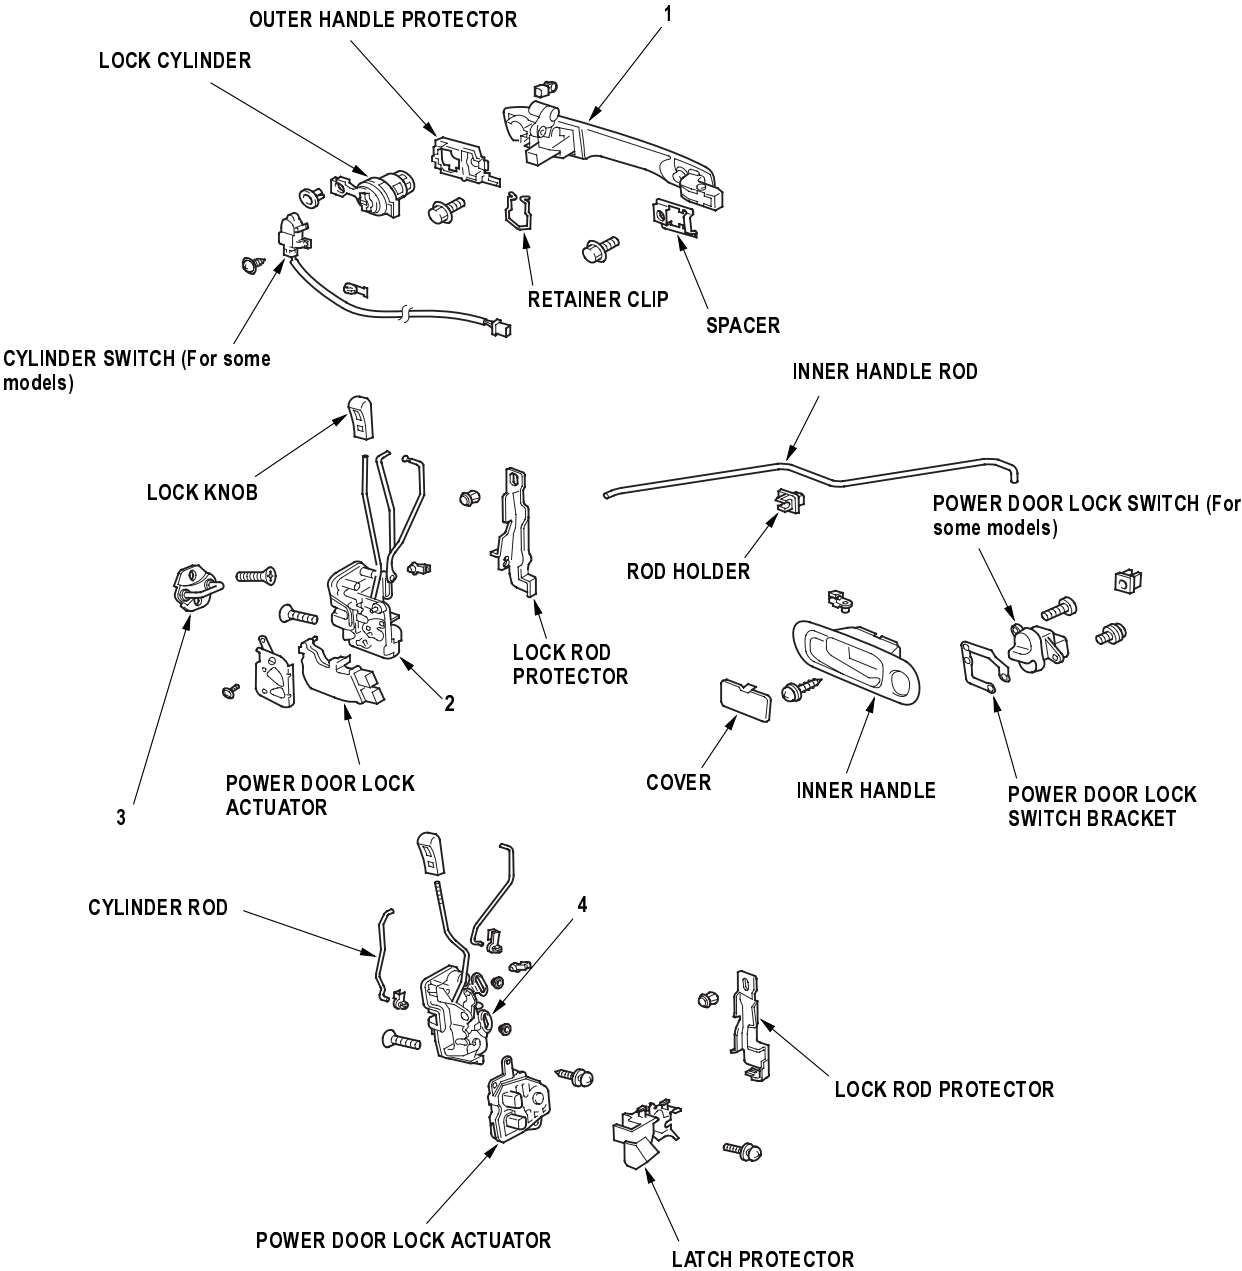 OUTER HANDLE PROTECTOR
1
LOCK CYLINDER
RETAINER CLIP
SPACER
CYLINDER SWITCH (For some
models)
INNER HANDLE ROD
LOCK KNOB
POWER DOOR LOCK SWITCH (For
some models)
ROD HOLDER
LOCK ROD
PROTECTOR
2
3
POWER DOOR LOCK
ACTUATOR
COVER
INNER HANDLE
POWER DOOR LOCK
SWITCH BRACKET
CYLINDER ROD
4
LOCK ROD PROTECTOR
POWER DOOR LOCK ACTUATOR
LATCH PROTECTOR